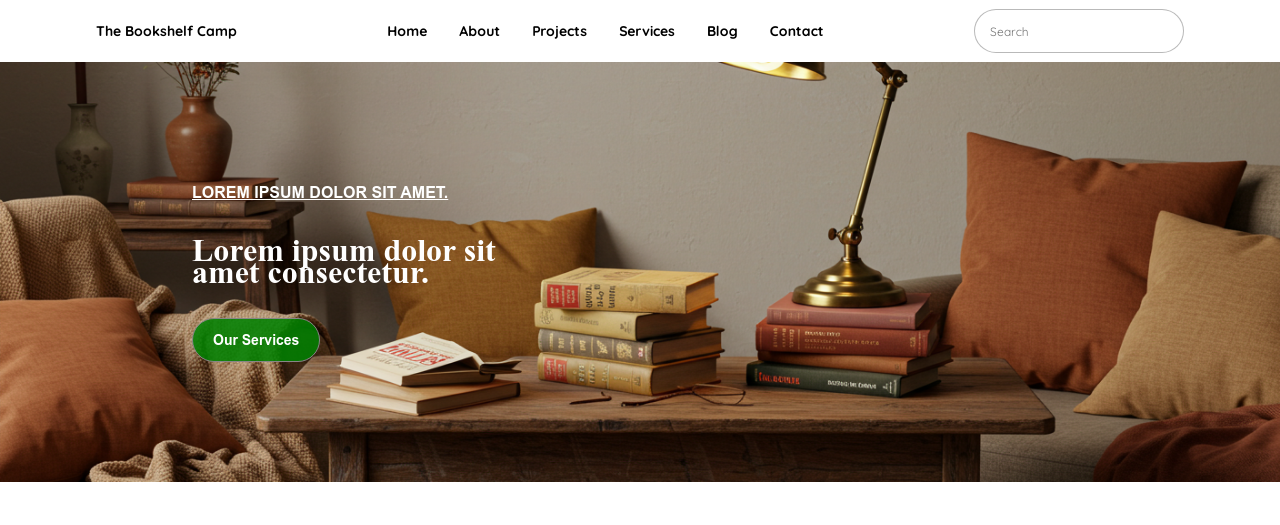 The Bookshelf Camp
Home About Projects Services Blog Contact
Search
LOREM IPSUM DOLOR SIT AMET.
Lorem ipsum dolor sit
amet consectetur.
Our Services